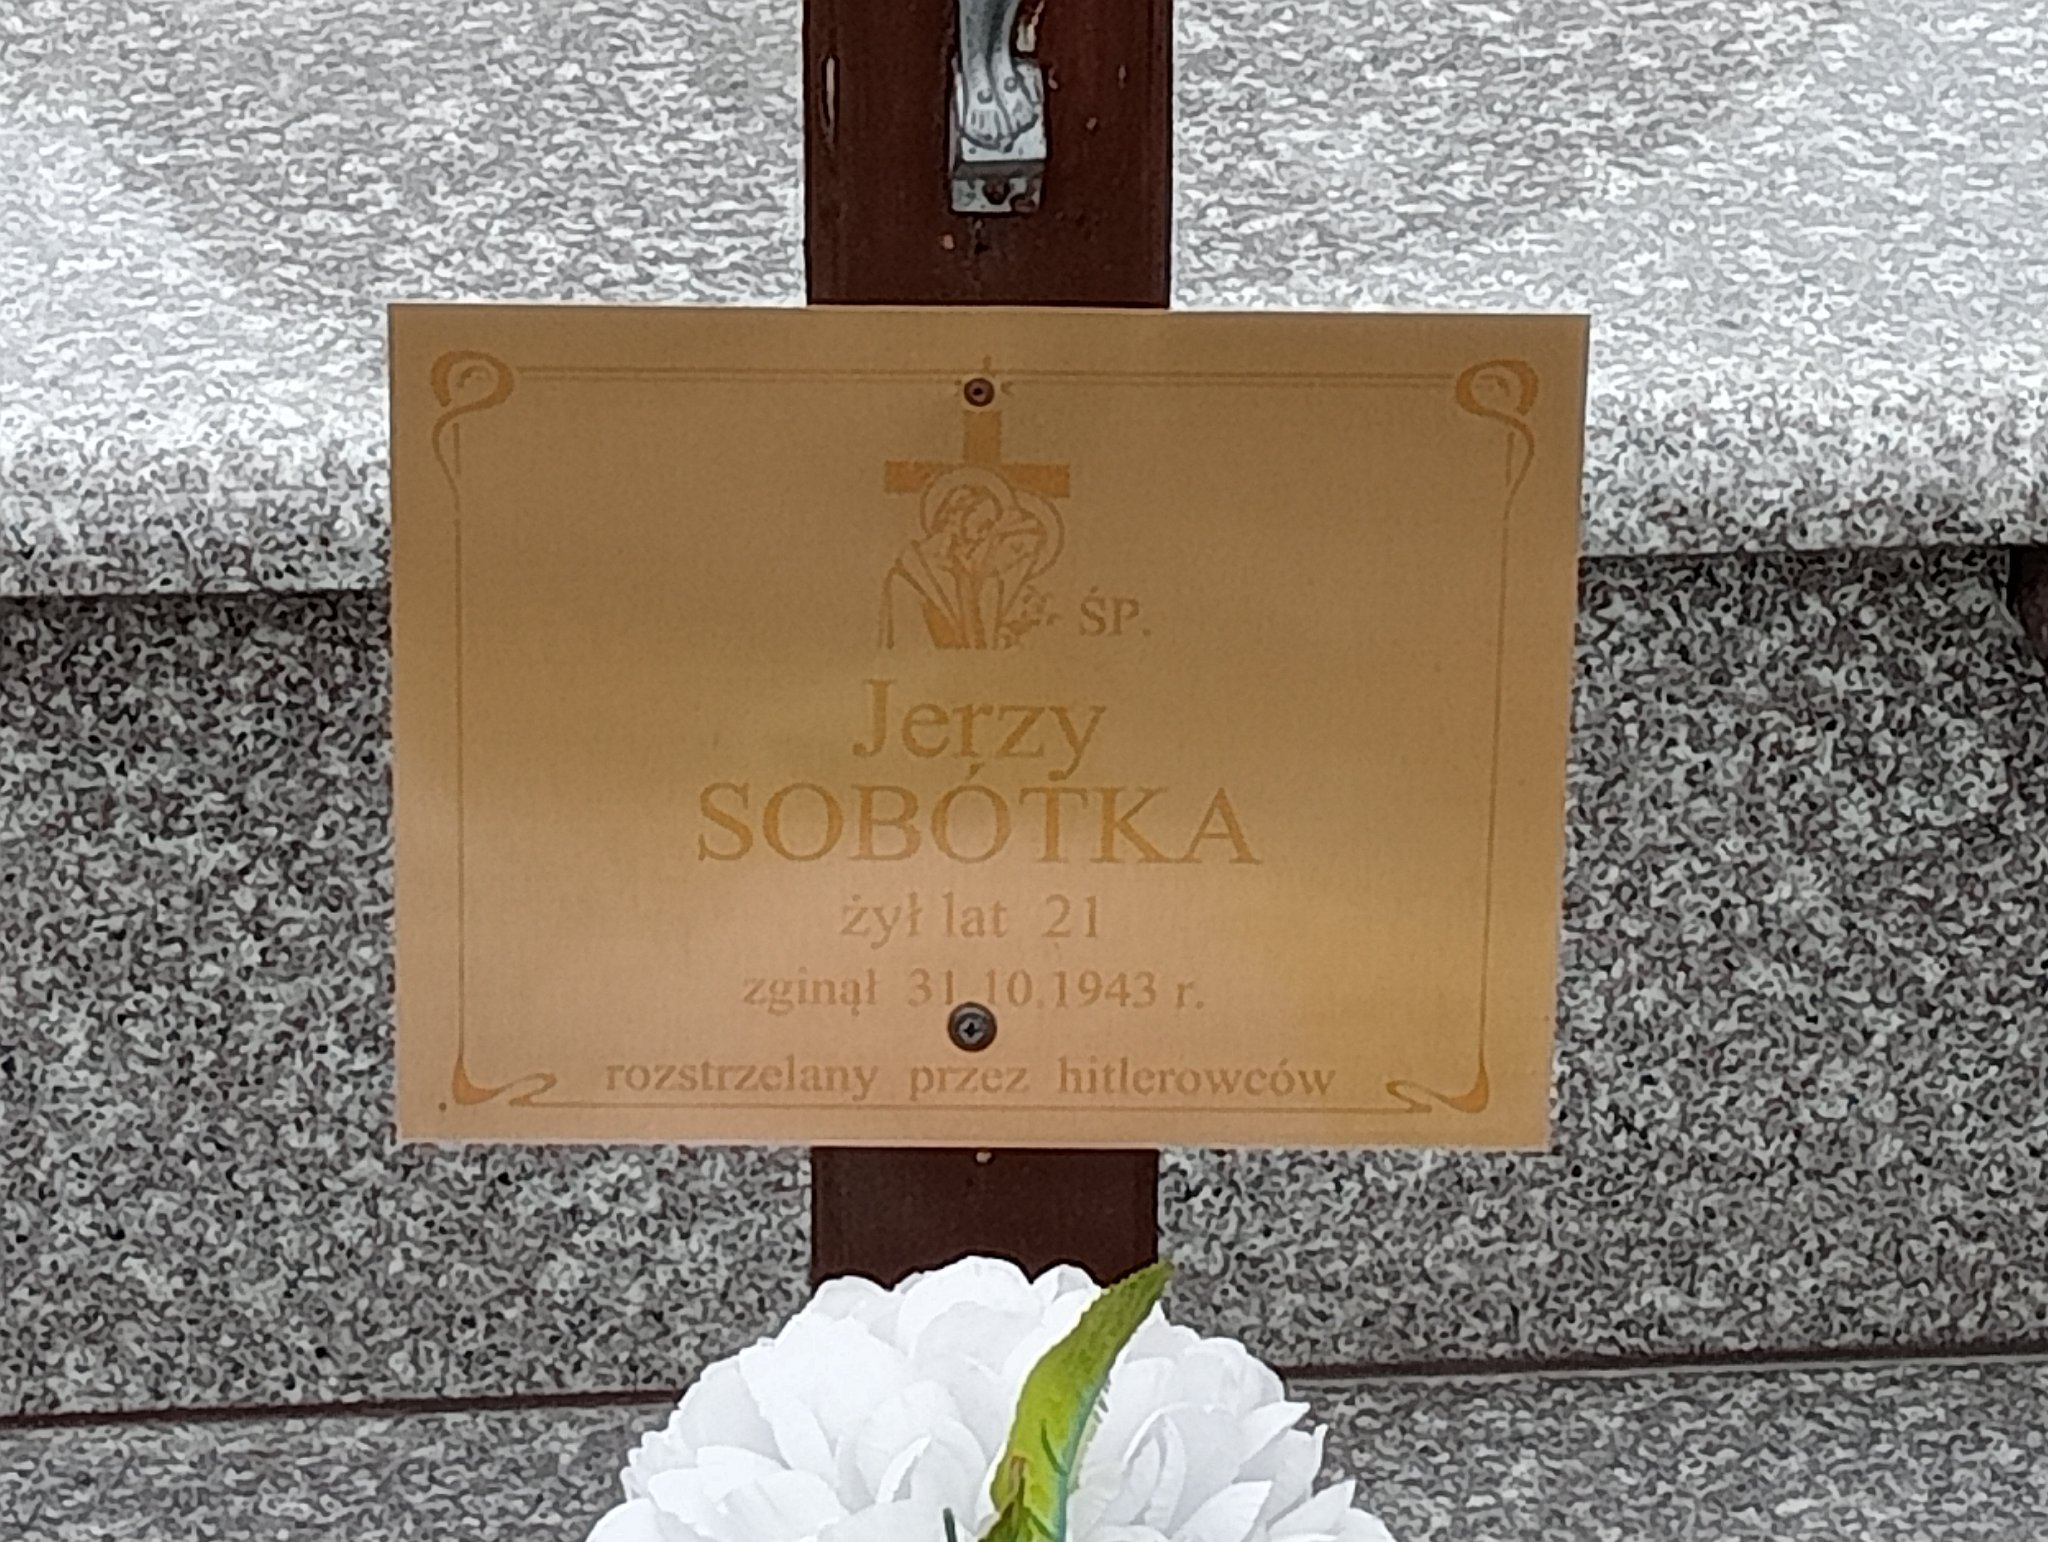 ŚP.
Jerzy
SOBÓTKA
żył lat 21
zginął 31.10.1943 r.
rozstrzelany przez hitlerowców